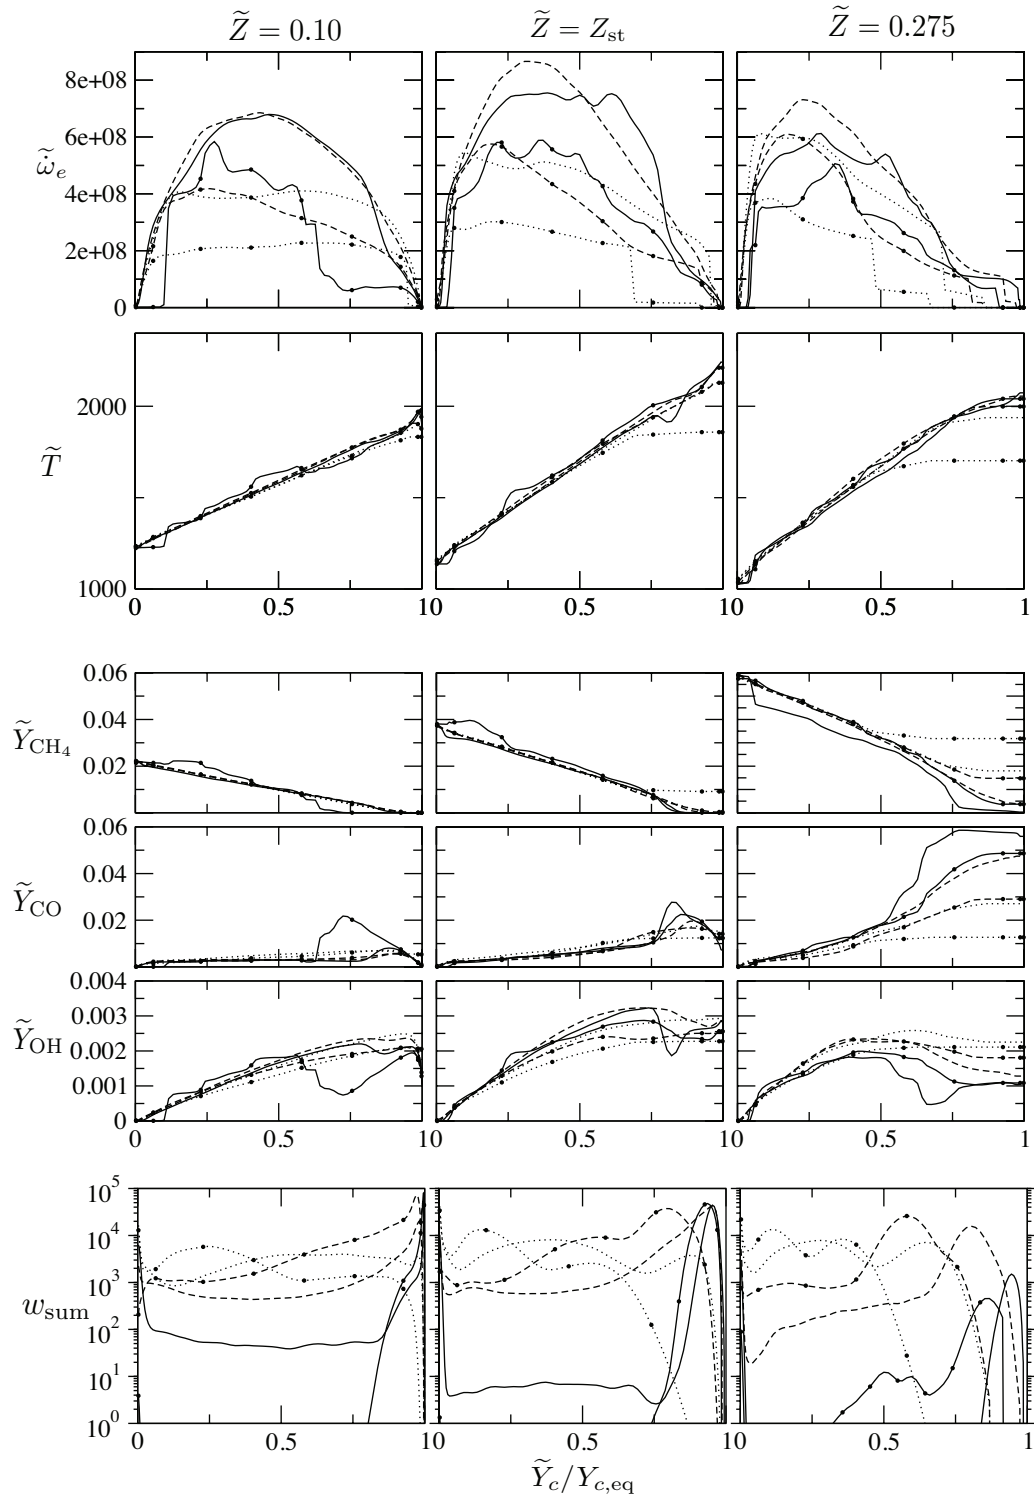 Z̃ = 0.10 Z̃ = Z_st Z̃ = 0.275
8e+08
6e+08
ω̇̃_e
4e+08
2e+08
0
2000
T̃
1000
0 0.5 10 0.5 10 0.5 1
0.06
0.04
Ỹ_CH₄
0.02
0.06
0.04
Ỹ_CO
0.02
0.004
0.003
Ỹ_OH
0.002
0.001
0
0 0.5 10 0.5 10 0.5 1
10^5
10^4
10^3
w_sum
10^2
10^1
10^0
0 0.5 10 0.5 10 0.5 1
Ỹ_c/Y_c,eq